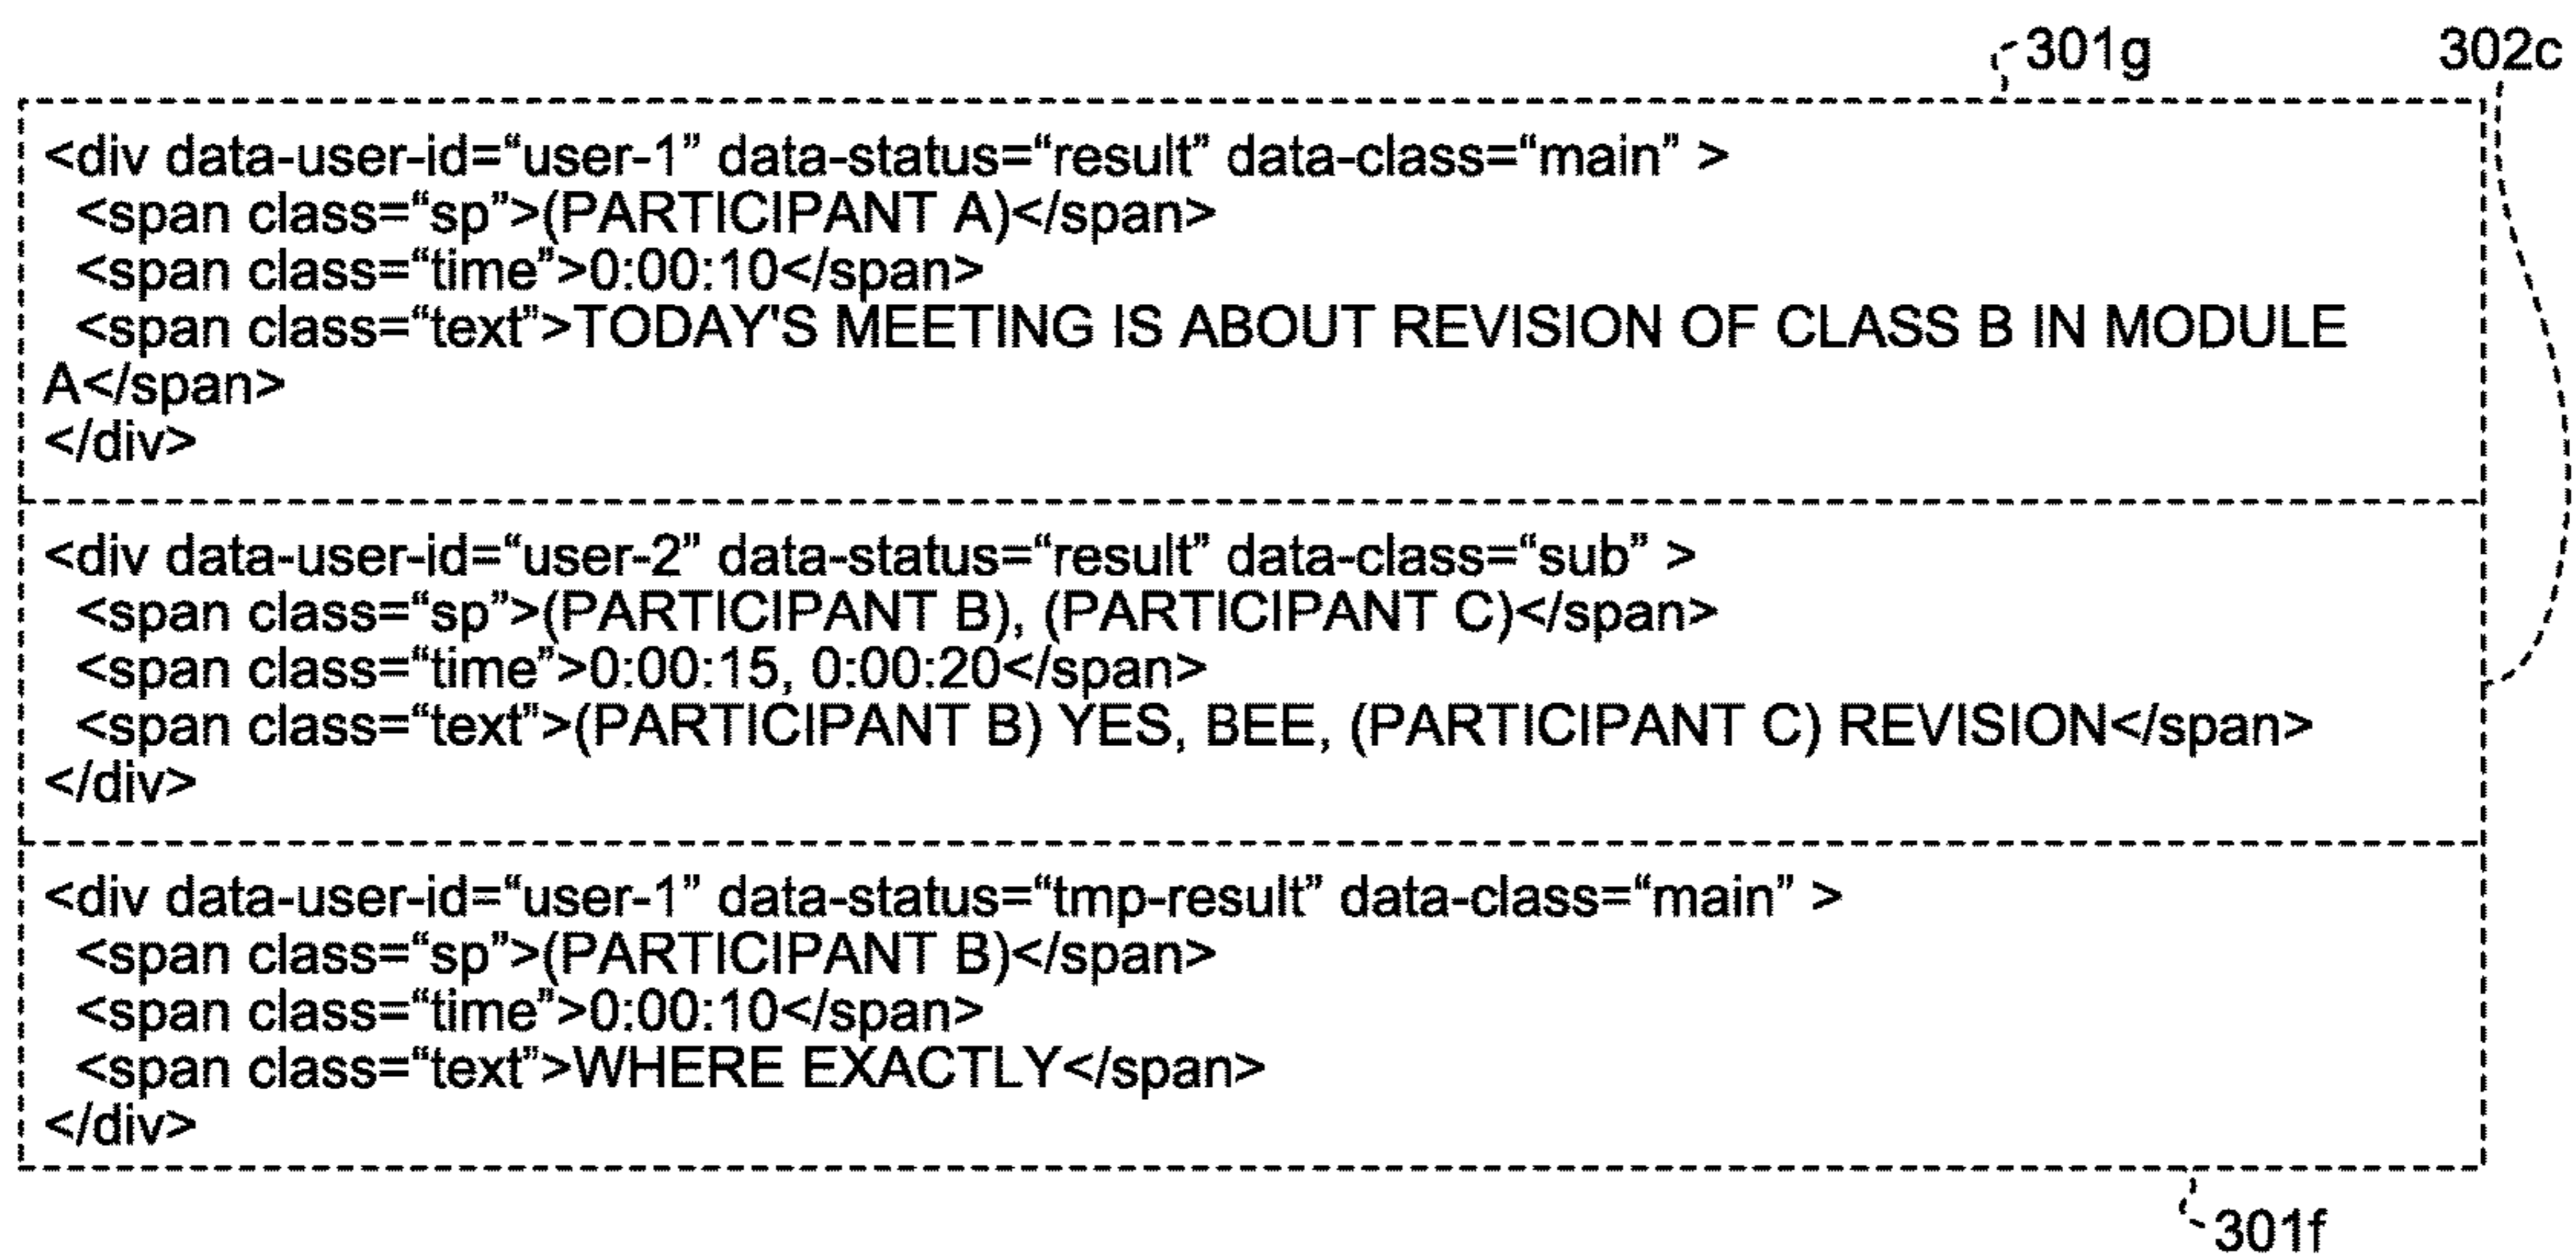 301g 302c
<div data-user-id=“user-1” data-status=“result” data-class=“main” >
<span class=“sp”>(PARTICIPANT A)</span>
<span class=“time”>0:00:10</span>
<span class=“text”>TODAY'S MEETING IS ABOUT REVISION OF CLASS B IN MODULE
A</span>
</div>
<div data-user-id=“user-2” data-status=“result” data-class=“sub” >
<span class=“sp”>(PARTICIPANT B), (PARTICIPANT C)</span>
<span class=“time”>0:00:15, 0:00:20</span>
<span class=“text”>(PARTICIPANT B) YES, BEE, (PARTICIPANT C) REVISION</span>
</div>
<div data-user-id=“user-1” data-status=“tmp-result” data-class=“main” >
<span class=“sp”>(PARTICIPANT B)</span>
<span class=“time”>0:00:10</span>
<span class=“text”>WHERE EXACTLY</span>
</div>
301f